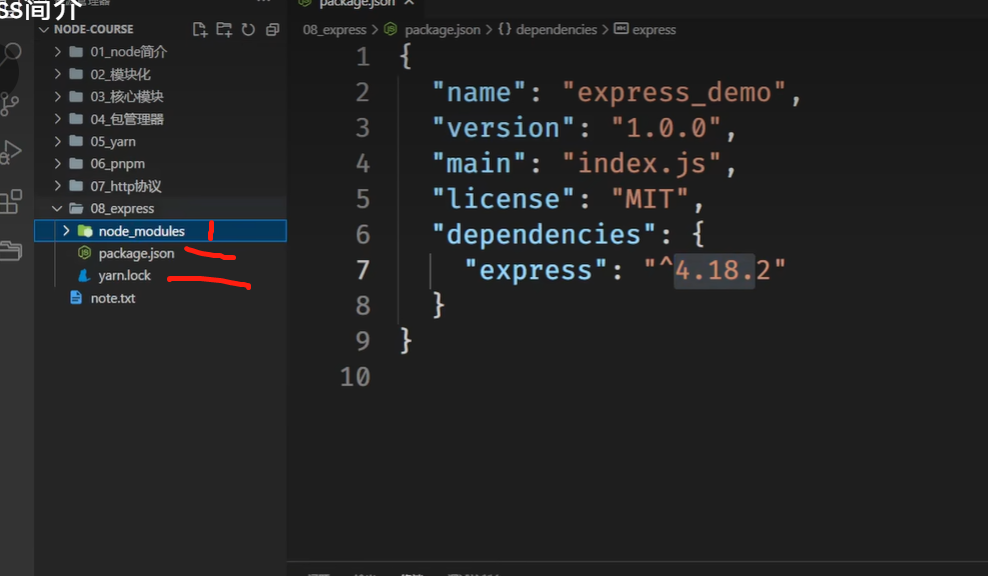 ss简介
package.json
NODE-COURSE
08_express > package.json > {} dependencies > express
01_node简介
02_模块化
03_核心模块
04_包管理器
05_yarn
06_pnpm
07_http协议
08_express
node_modules
package.json
yarn.lock
note.txt
1 {
2 "name": "express_demo",
3 "version": "1.0.0",
4 "main": "index.js",
5 "license": "MIT",
6 "dependencies": {
7 "express": "^4.18.2"
8 }
9 }
10